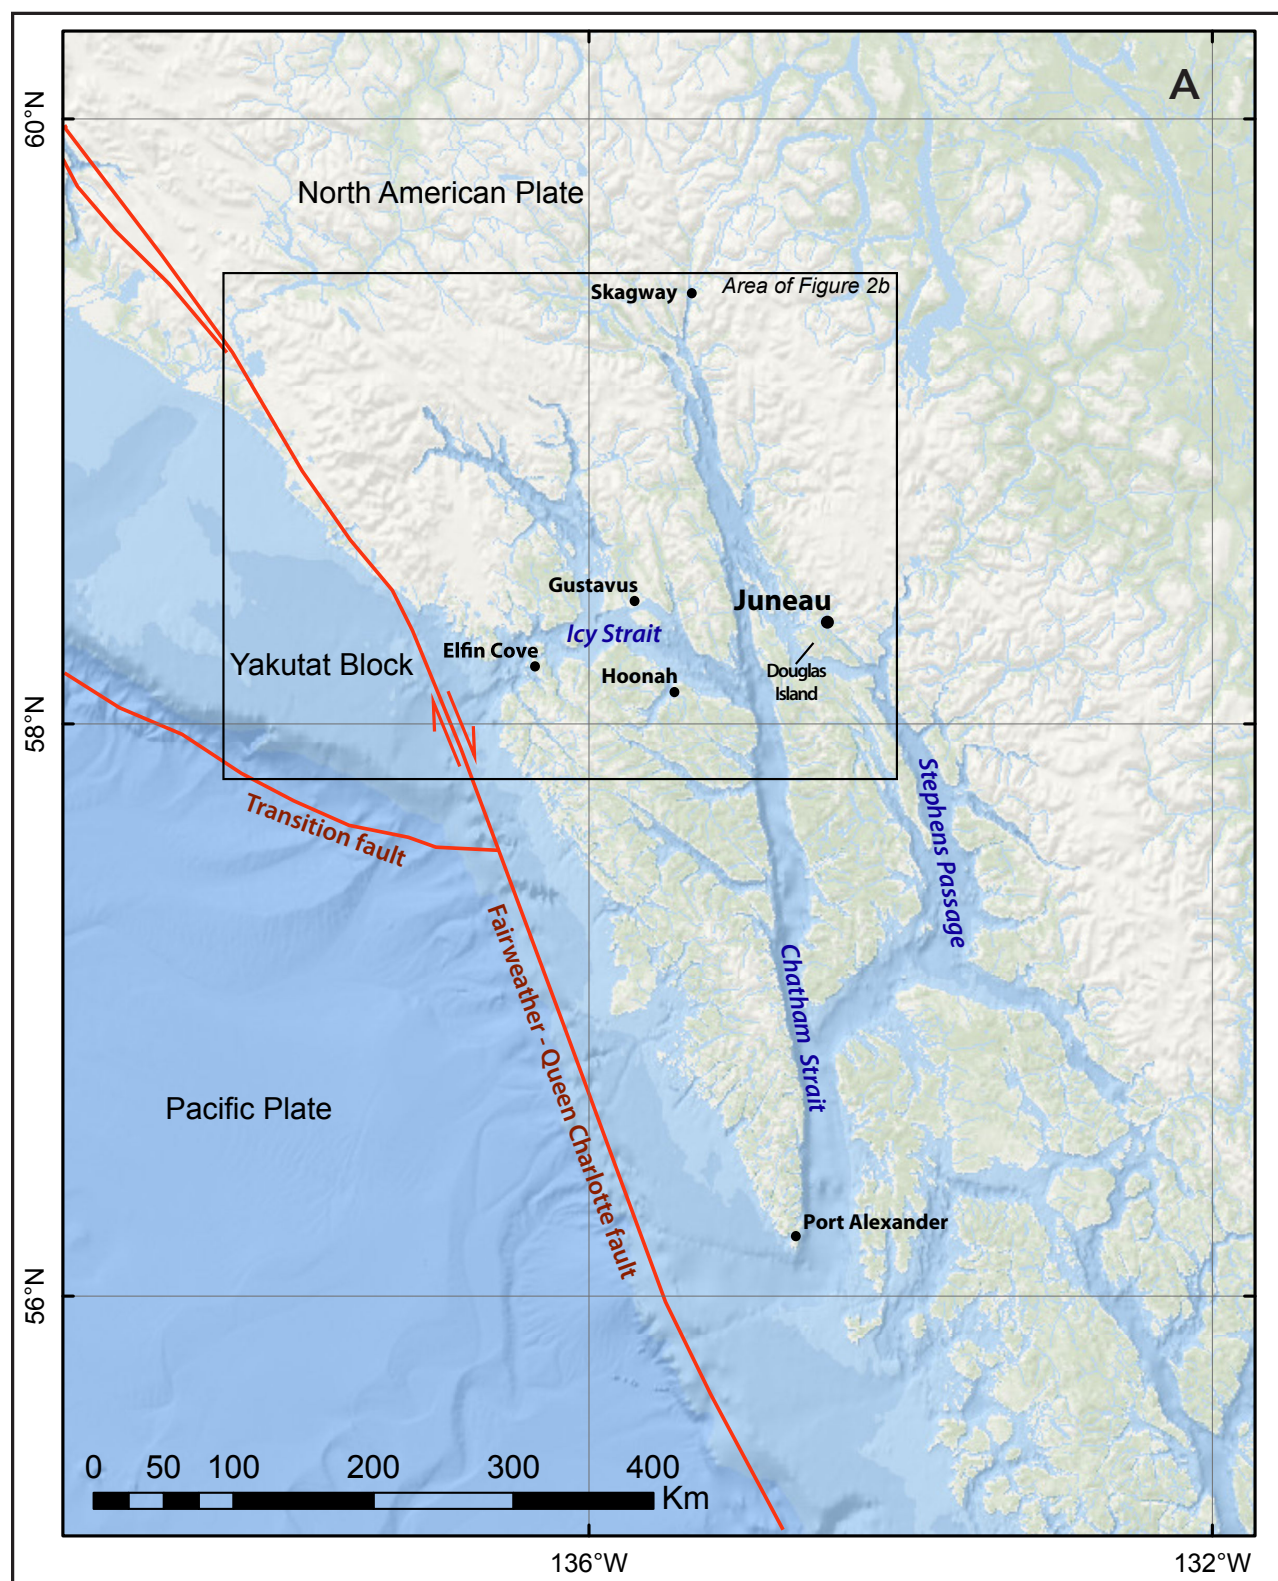 A
60°N
North American Plate
Skagway
Area of Figure 2b
Gustavus
Juneau
Icy Strait
Elfin Cove
Yakutat Block
Hoonah
Douglas
Island
58°N
Transition fault
Stephens Passage
Fairweather - Queen Charlotte fault
Chatham Strait
Pacific Plate
Port Alexander
56°N
0 50 100 200 300 400
Km
136°W 132°W